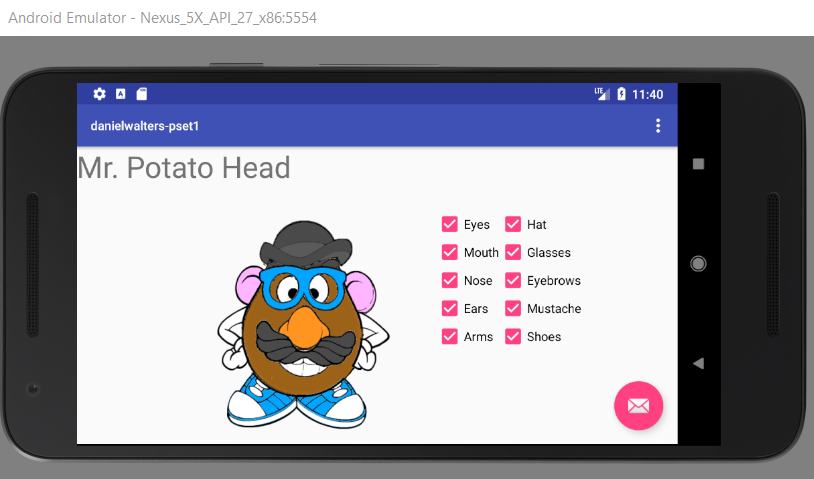 Android Emulator - Nexus_5X_API_27_x86:5554
A LTE 11:40
danielwalters-pset1
Mr. Potato Head
Eyes Hat
Mouth Glasses
Nose Eyebrows
Ears Mustache
Arms Shoes